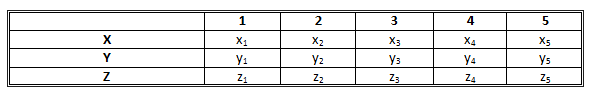 1 2 3 4 5
X x₁ x₂ x₃ x₄ x₅
Y y₁ y₂ y₃ y₄ y₅
Z z₁ z₂ z₃ z₄ z₅